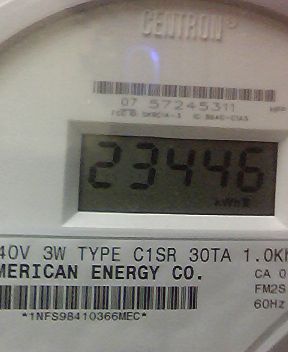 CENTRON®
07 57245311
23446
kWh
40V 3W TYPE C1SR 30TA 1.0Kh
MERICAN ENERGY CO.
CA 0
FM2S
60Hz
*1NFS98410366MEC*